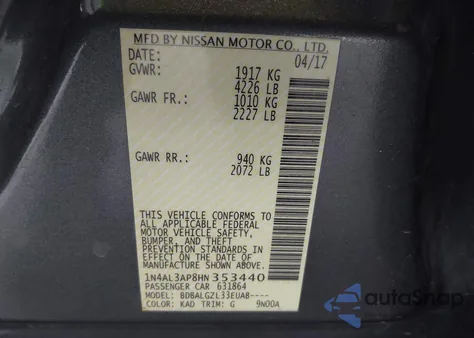 MFD BY NISSAN MOTOR CO., LTD.
DATE: 04/17
GVWR: 1917 KG
4226 LB
GAWR FR.: 1010 KG
2227 LB
GAWR RR.: 940 KG
2072 LB
THIS VEHICLE CONFORMS TO
ALL APPLICABLE FEDERAL
MOTOR VEHICLE SAFETY,
BUMPER, AND THEFT
PREVENTION STANDARDS IN
EFFECT ON THE DATE OF
MANUFACTURE SHOWN ABOVE.
1N4AL3AP8HN 353440
PASSENGER CAR 631864
MODEL: BDBALGZL33EUAB----
COLOR: KAD TRIM: G 9N00A
autoSnap